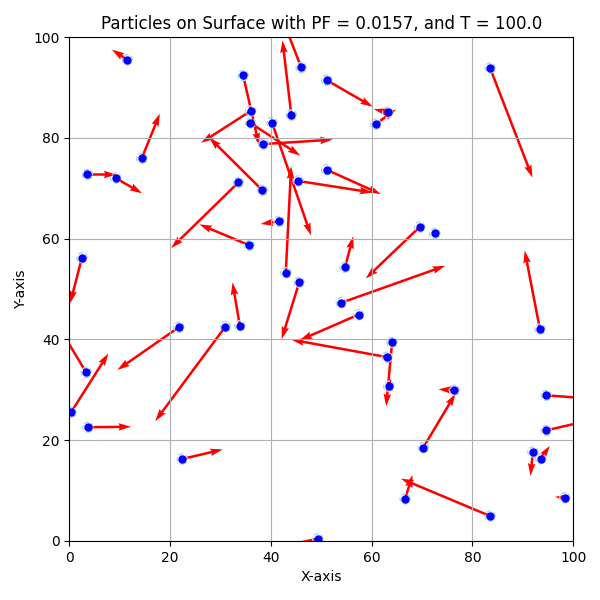 Particles on Surface with PF = 0.0157, and T = 100.0
100
80
60
40
20
0
Y-axis
0 20 40 60 80 100
X-axis